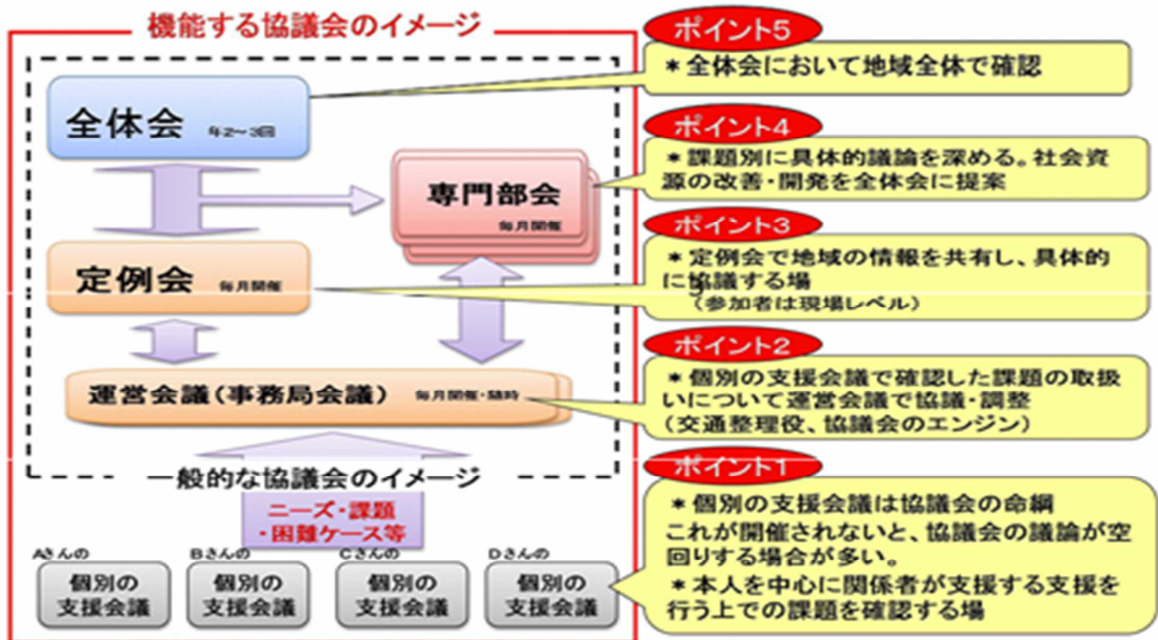 機能する協議会のイメージ
全体会 年2～3回
専門部会
毎月開催
定例会 毎月開催
運営会議(事務局会議) 毎月開催・随時
一般的な協議会のイメージ
ニーズ・課題
・困難ケース等
Aさんの
個別の
支援会議
Bさんの
個別の
支援会議
Cさんの
個別の
支援会議
Dさんの
個別の
支援会議
ポイント5
＊全体会において地域全体で確認
ポイント4
＊課題別に具体的議論を深める。社会資
源の改善・開発を全体会に提案
ポイント3
＊定例会で地域の情報を共有し、具体的
に協議する場
（参加者は現場レベル）
ポイント2
＊個別の支援会議で確認した課題の取扱
いについて運営会議で協議・調整
（交通整理役、協議会のエンジン）
ポイント1
＊個別の支援会議は協議会の命綱
これが開催されないと、協議会の議論が空
回りする場合が多い。
＊本人を中心に関係者が支援する支援を
行う上での課題を確認する場